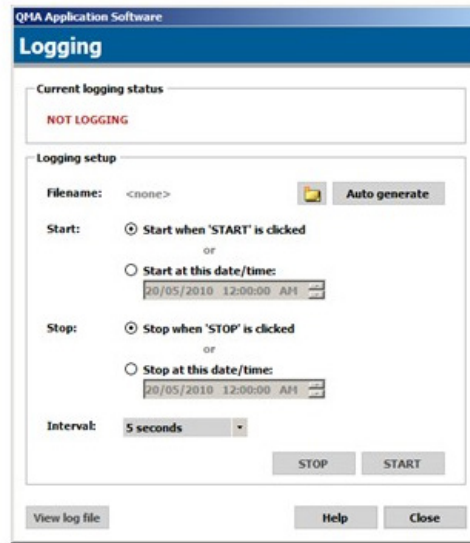 QMA Application Software
Logging
Current logging status
NOT LOGGING
Logging setup
Filename: <none> Auto generate
Start: Start when 'START' is clicked
or
Start at this date/time:
20/05/2010 12:00:00 AM
Stop: Stop when 'STOP' is clicked
or
Stop at this date/time:
20/05/2010 12:00:00 AM
Interval: 5 seconds
STOP START
View log file Help Close